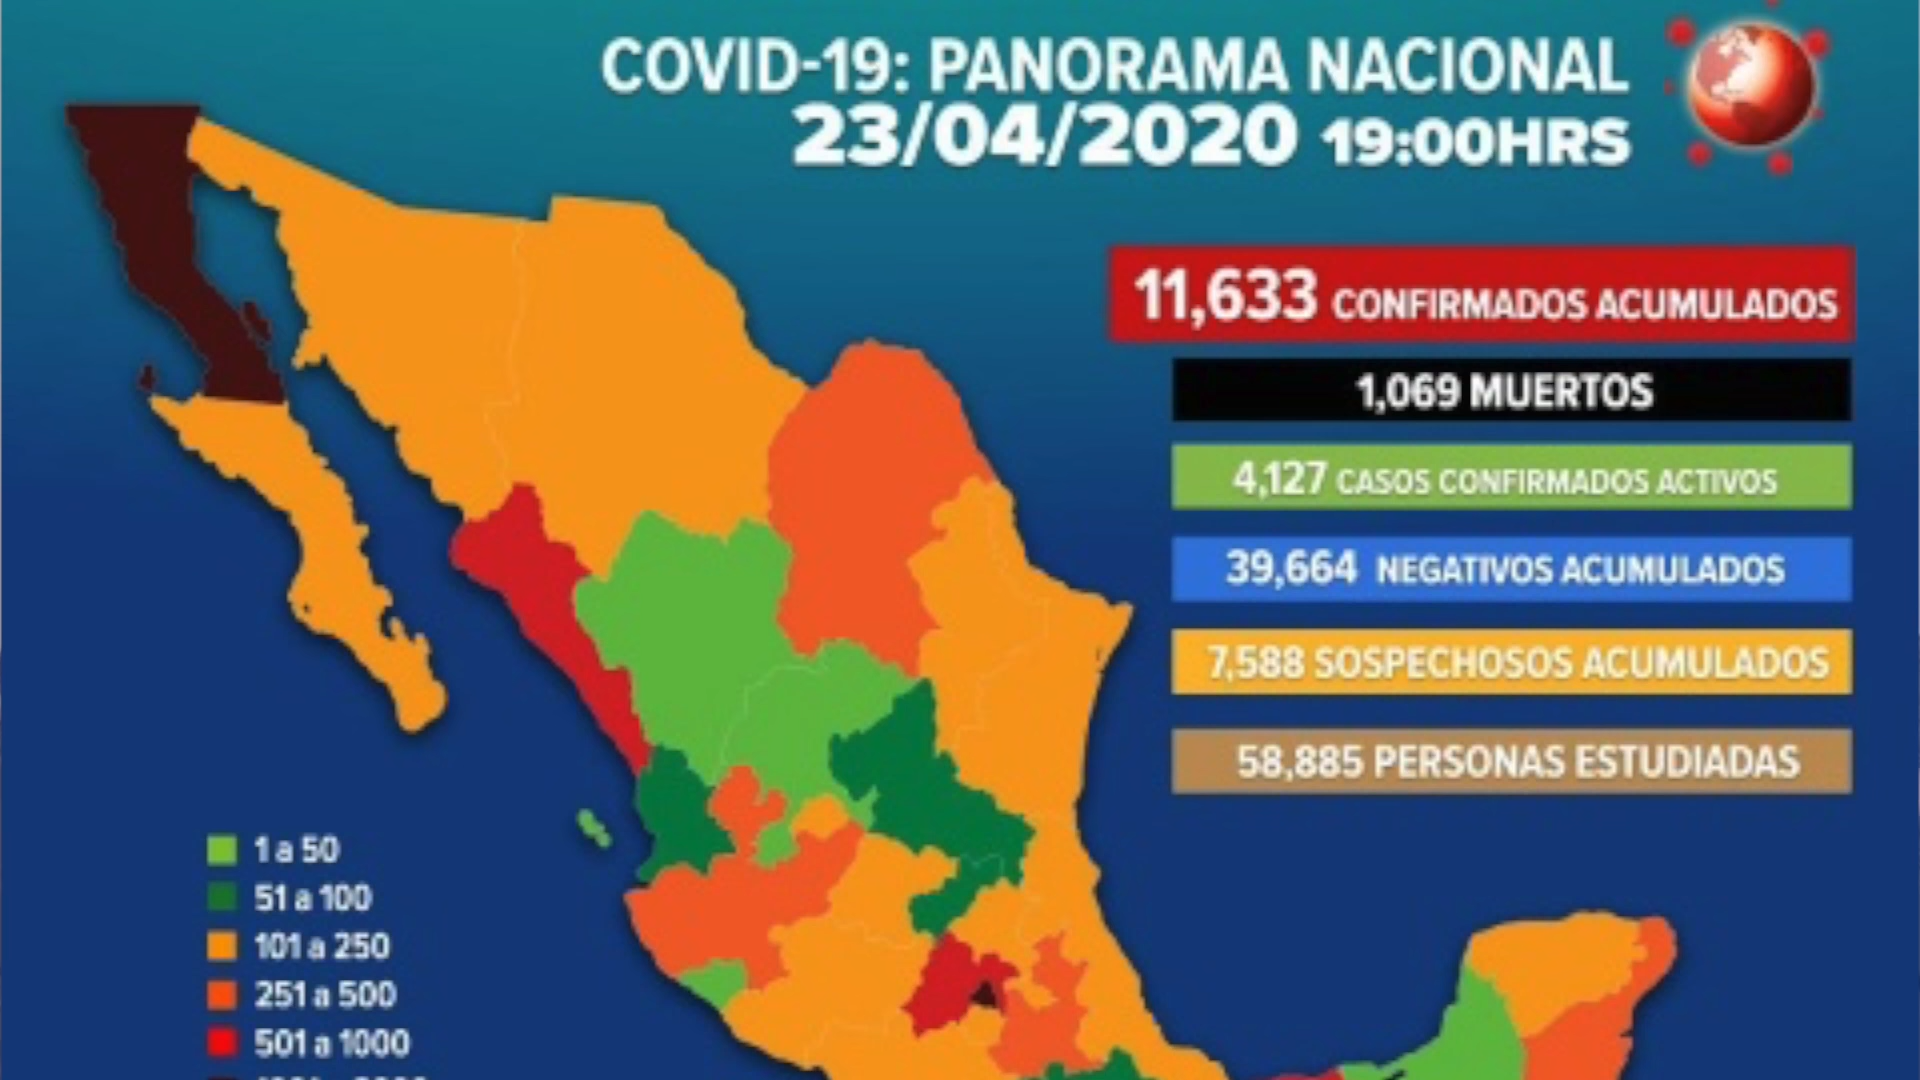 COVID-19: PANORAMA NACIONAL
23/04/2020 19:00HRS
11,633 CONFIRMADOS ACUMULADOS
1,069 MUERTOS
4,127 CASOS CONFIRMADOS ACTIVOS
39,664 NEGATIVOS ACUMULADOS
7,588 SOSPECHOSOS ACUMULADOS
58,885 PERSONAS ESTUDIADAS
1 a 50
51 a 100
101 a 250
251 a 500
501 a 1000